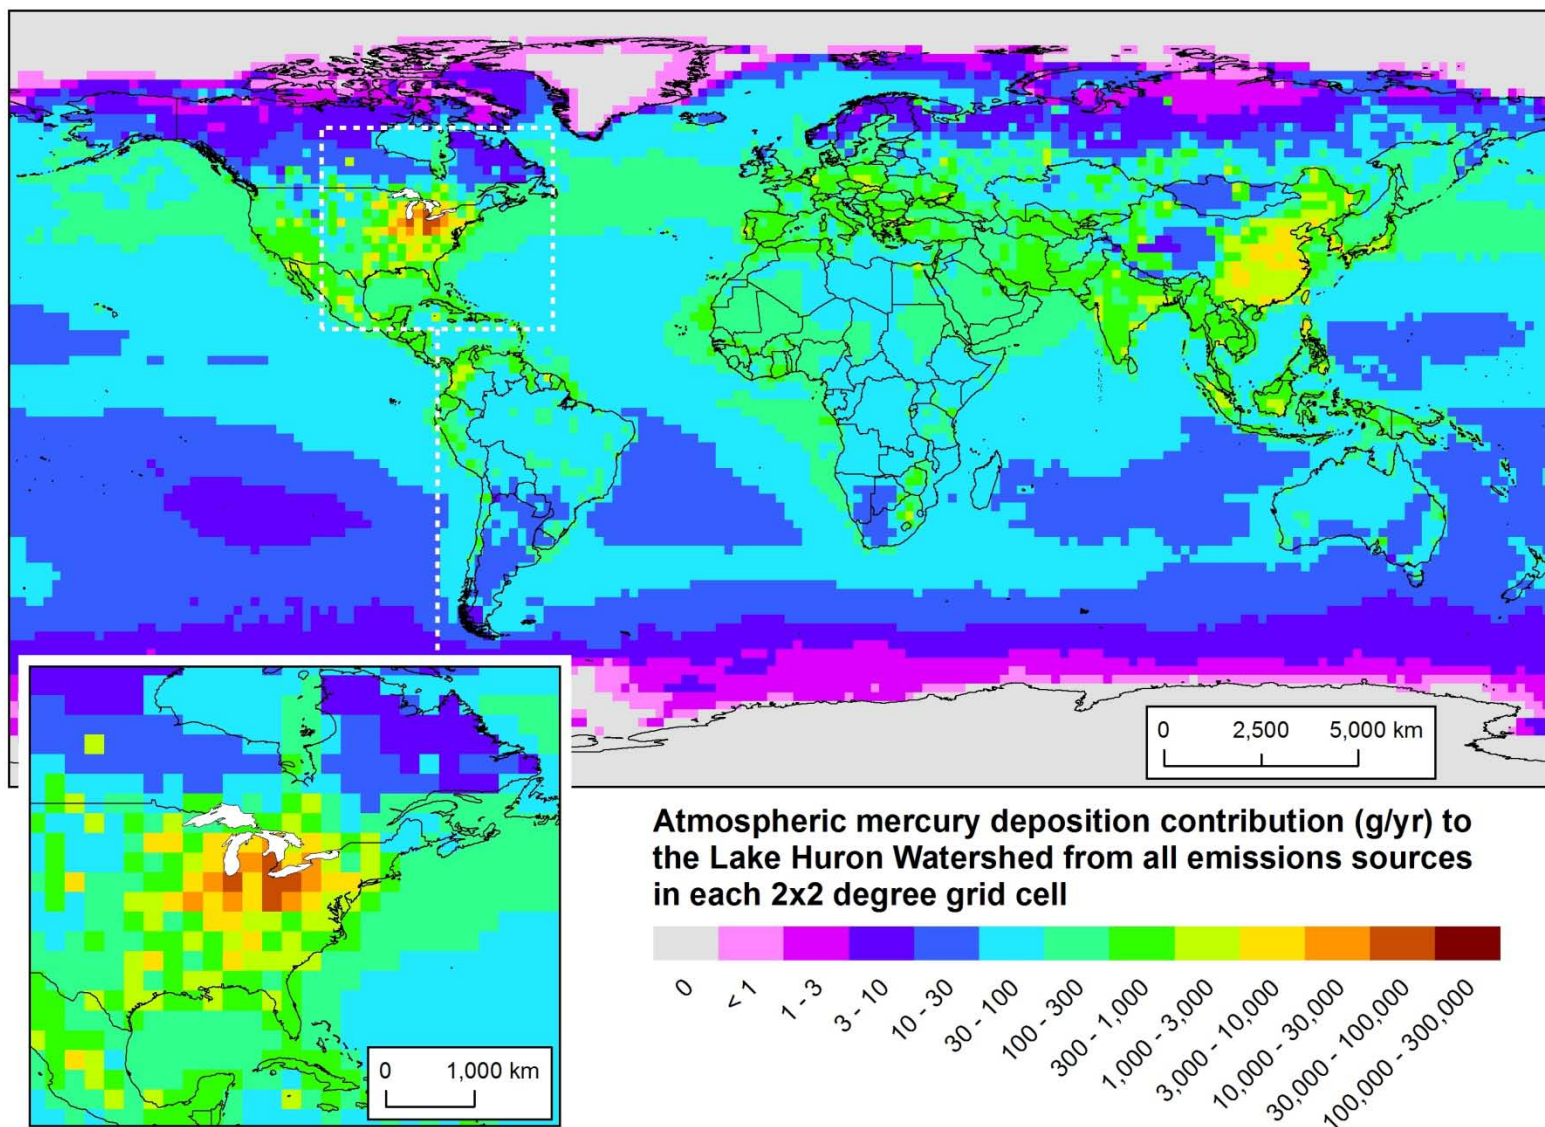 0 2,500 5,000 km
0 1,000 km
Atmospheric mercury deposition contribution (g/yr) to
the Lake Huron Watershed from all emissions sources
in each 2x2 degree grid cell
0
< 1
1 - 3
3 - 10
10 - 30
30 - 100
100 - 300
300 - 1,000
1,000 - 3,000
3,000 - 10,000
10,000 - 30,000
30,000 - 100,000
100,000 - 300,000